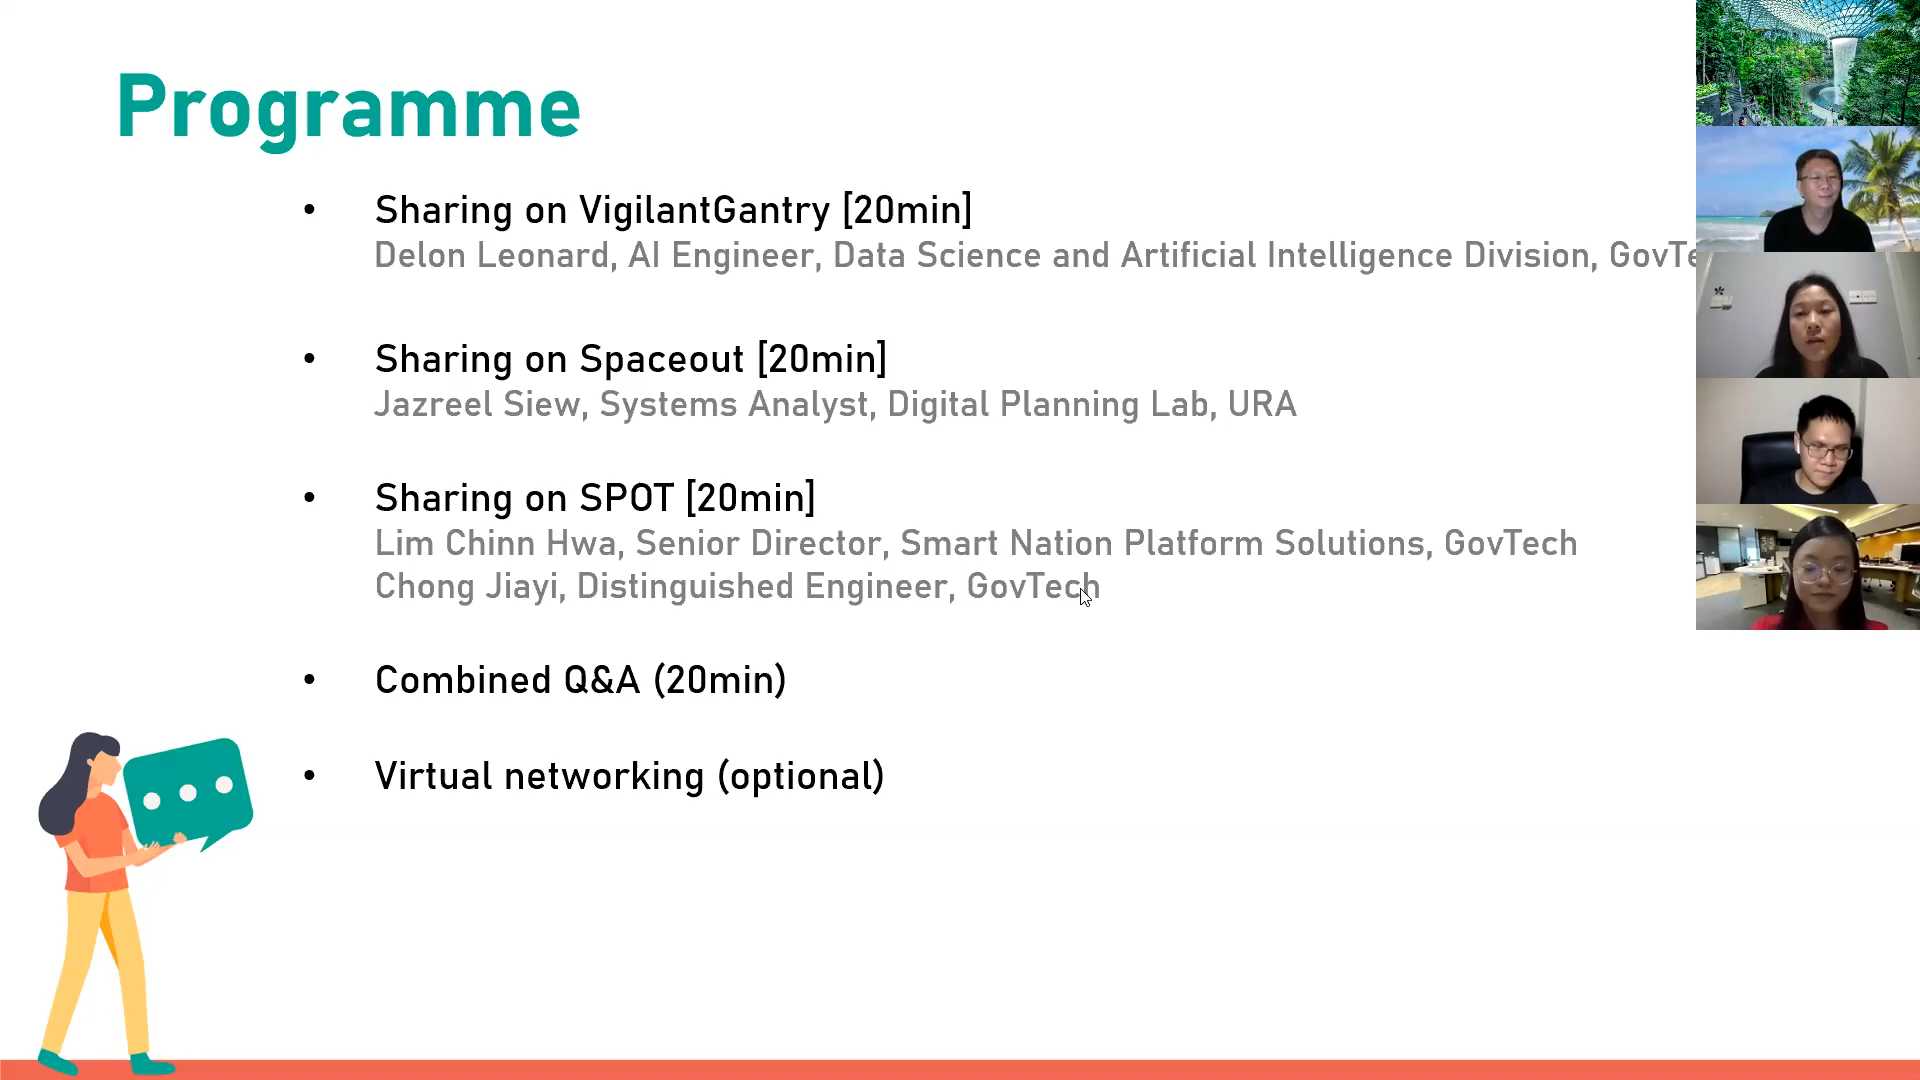 Programme
• Sharing on VigilantGantry [20min]
Delon Leonard, AI Engineer, Data Science and Artificial Intelligence Division, GovTe
• Sharing on Spaceout [20min]
Jazreel Siew, Systems Analyst, Digital Planning Lab, URA
• Sharing on SPOT [20min]
Lim Chinn Hwa, Senior Director, Smart Nation Platform Solutions, GovTech
Chong Jiayi, Distinguished Engineer, GovTech
• Combined Q&A (20min)
• Virtual networking (optional)